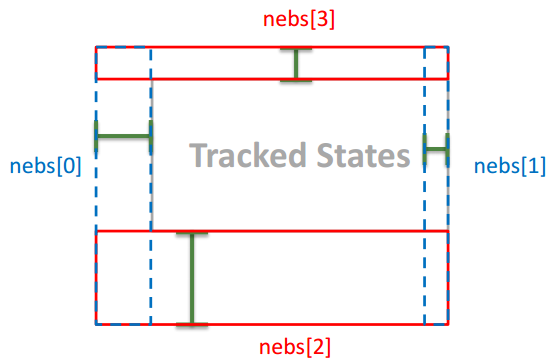 nebs[3]
Tracked States
nebs[0]
nebs[1]
nebs[2]